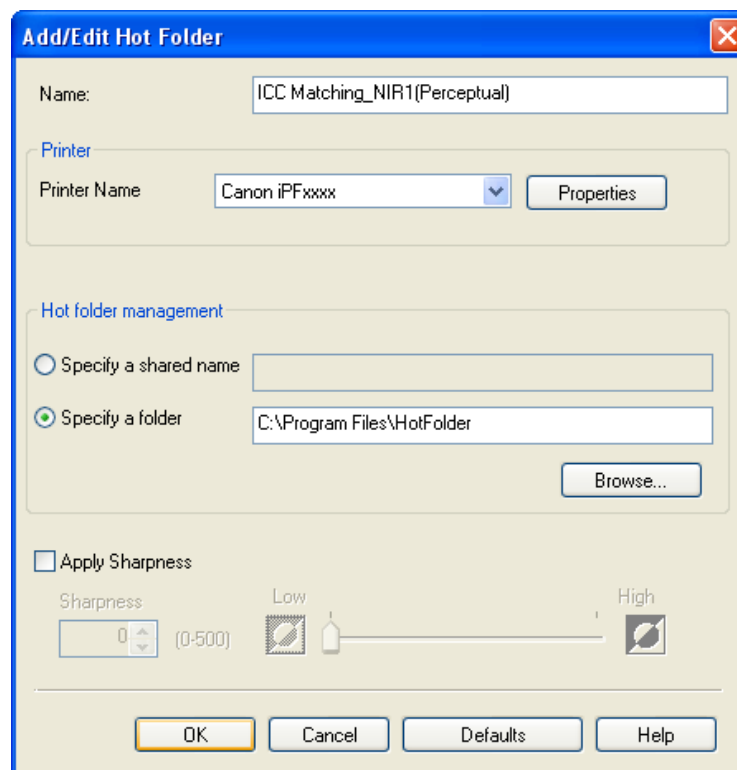 Add/Edit Hot Folder
Name: ICC Matching_NIR1(Perceptual)
Printer
Printer Name Canon iPFxxxx Properties
Hot folder management
Specify a shared name
Specify a folder C:\Program Files\HotFolder
Browse...
Apply Sharpness
Sharpness Low High
0 (0-500)
OK Cancel Defaults Help